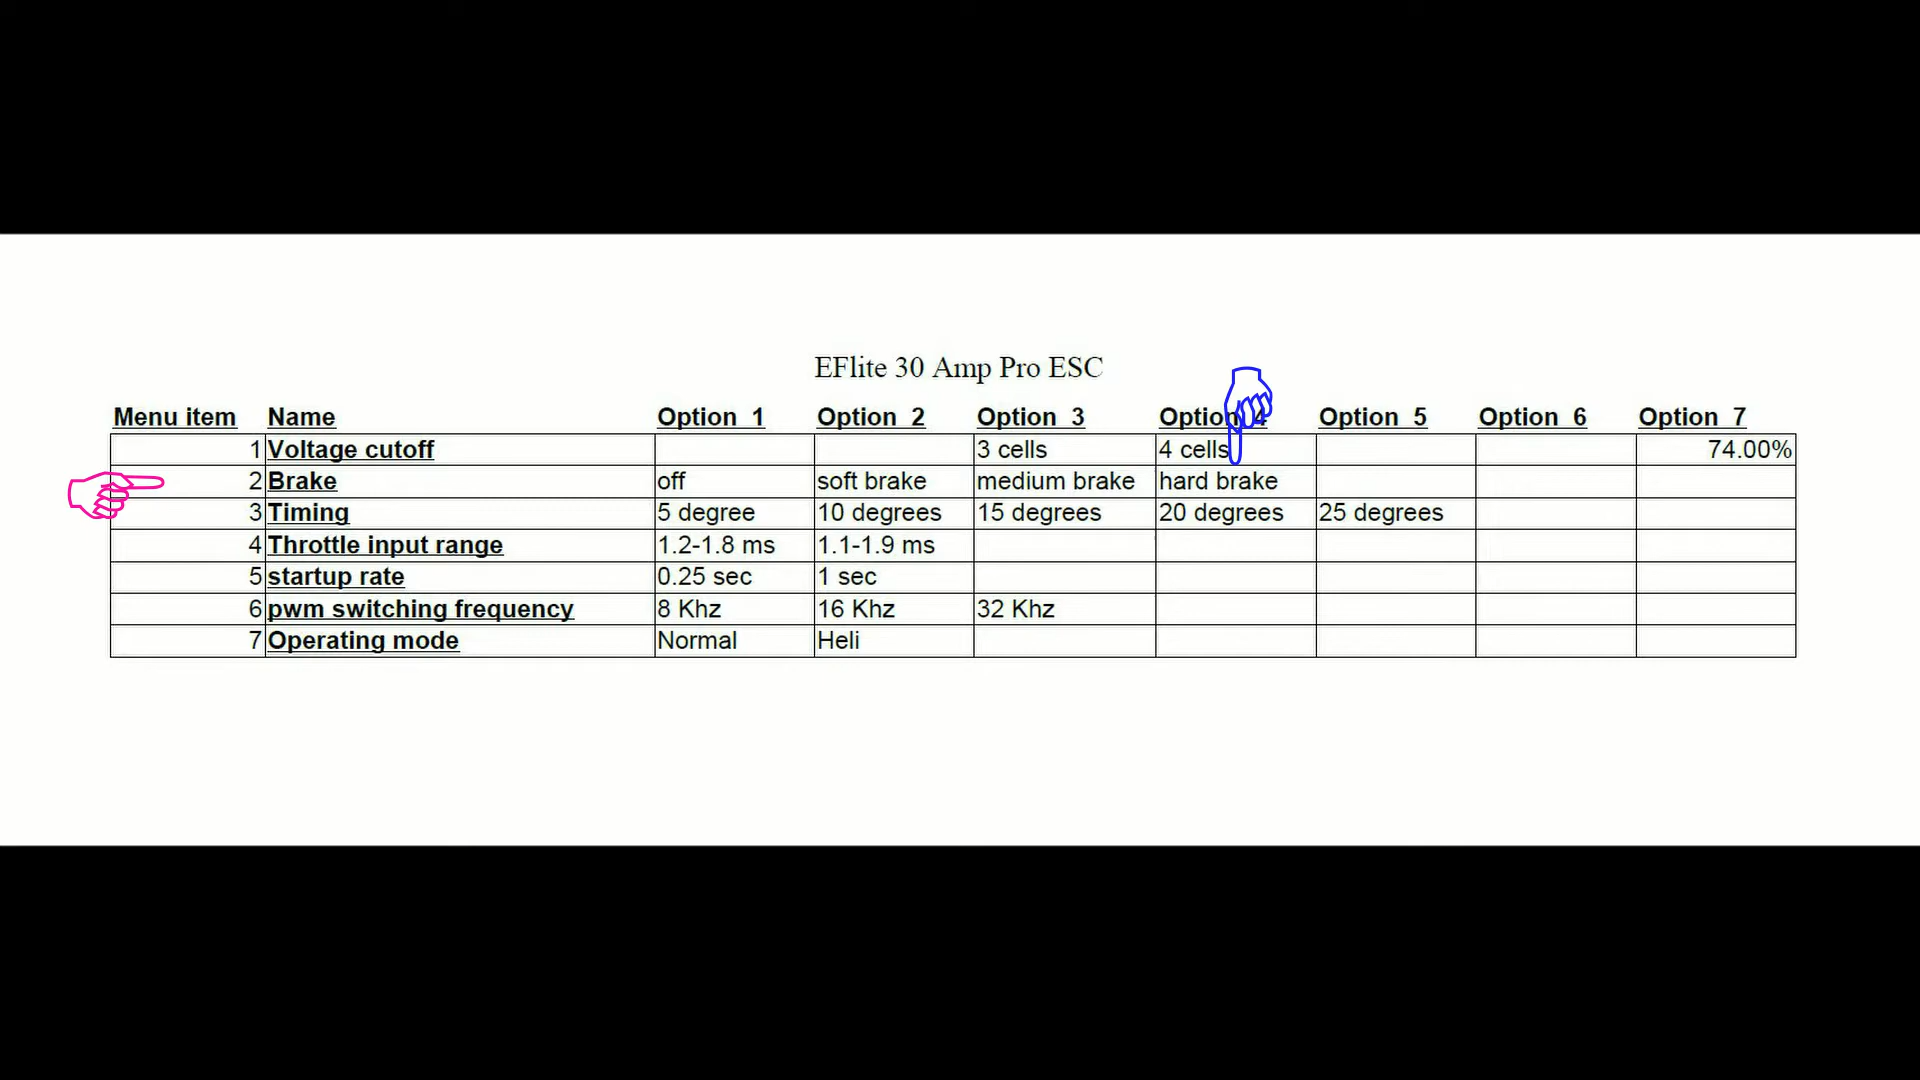 EFlite 30 Amp Pro ESC
Menu item Name Option 1 Option 2 Option 3 Option 4 Option 5 Option 6 Option 7
1 Voltage cutoff 3 cells 4 cells 74.00%
2 Brake off soft brake medium brake hard brake
3 Timing 5 degree 10 degrees 15 degrees 20 degrees 25 degrees
4 Throttle input range 1.2-1.8 ms 1.1-1.9 ms
5 startup rate 0.25 sec 1 sec
6 pwm switching frequency 8 Khz 16 Khz 32 Khz
7 Operating mode Normal Heli